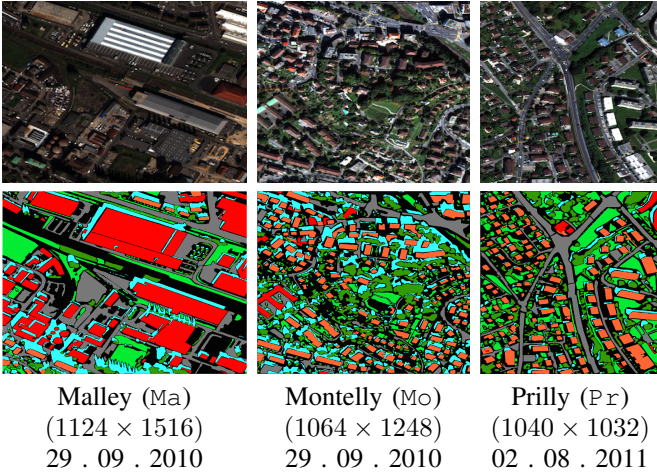 Malley (Ma) Montelly (Mo) Prilly (Pr)
(1124 × 1516) (1064 × 1248) (1040 × 1032)
29 . 09 . 2010 29 . 09 . 2010 02 . 08 . 2011